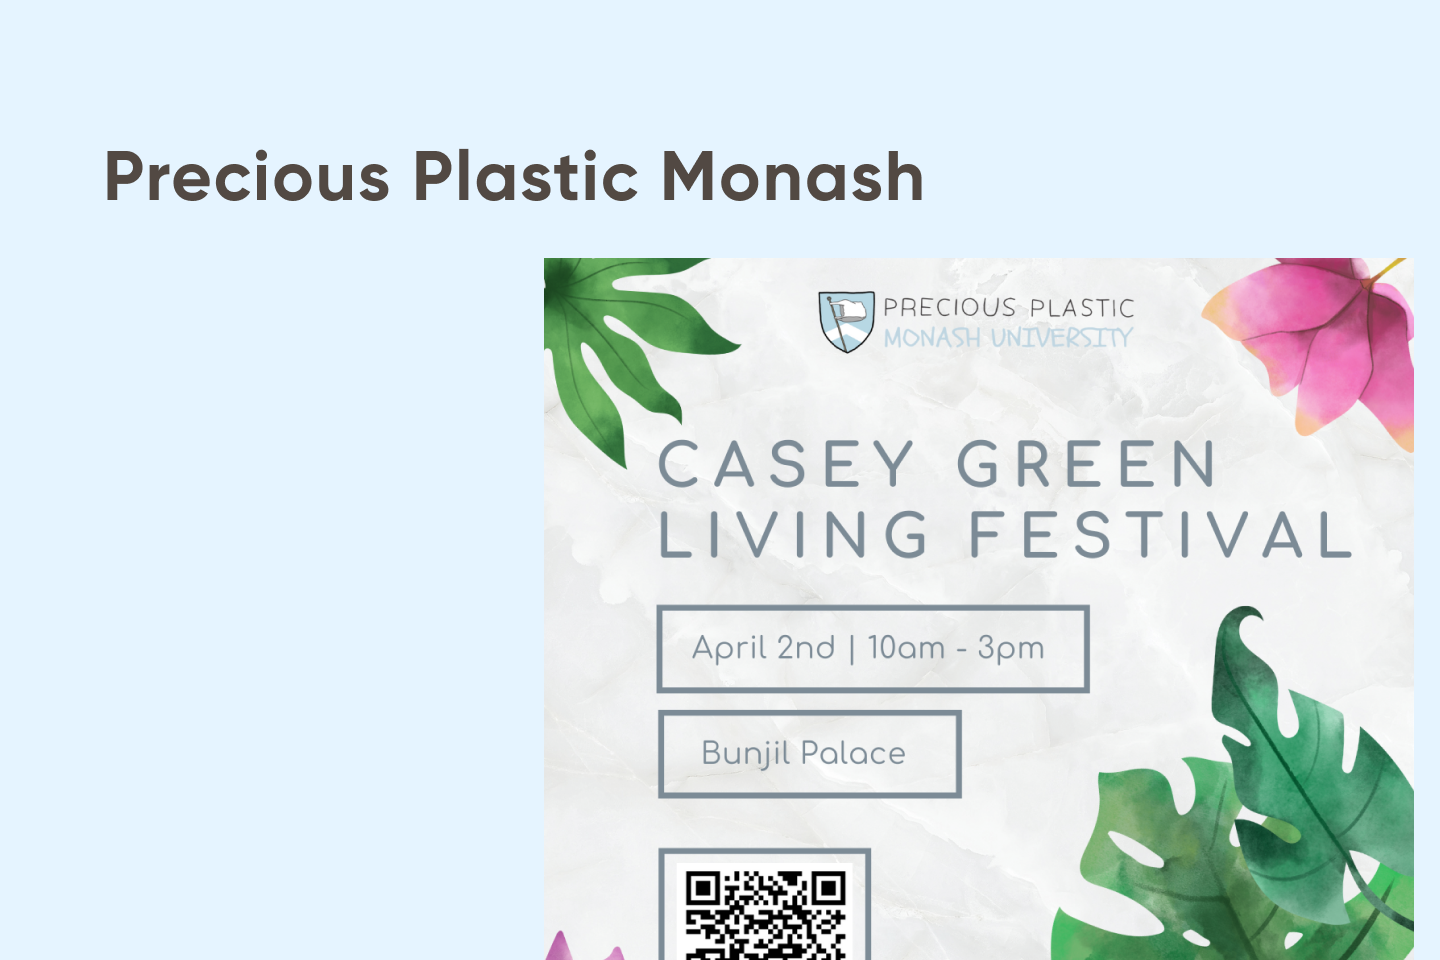 Precious Plastic Monash
PRECIOUS PLASTIC
MONASH UNIVERSITY
CASEY GREEN
LIVING FESTIVAL
April 2nd | 10am - 3pm
Bunjil Palace